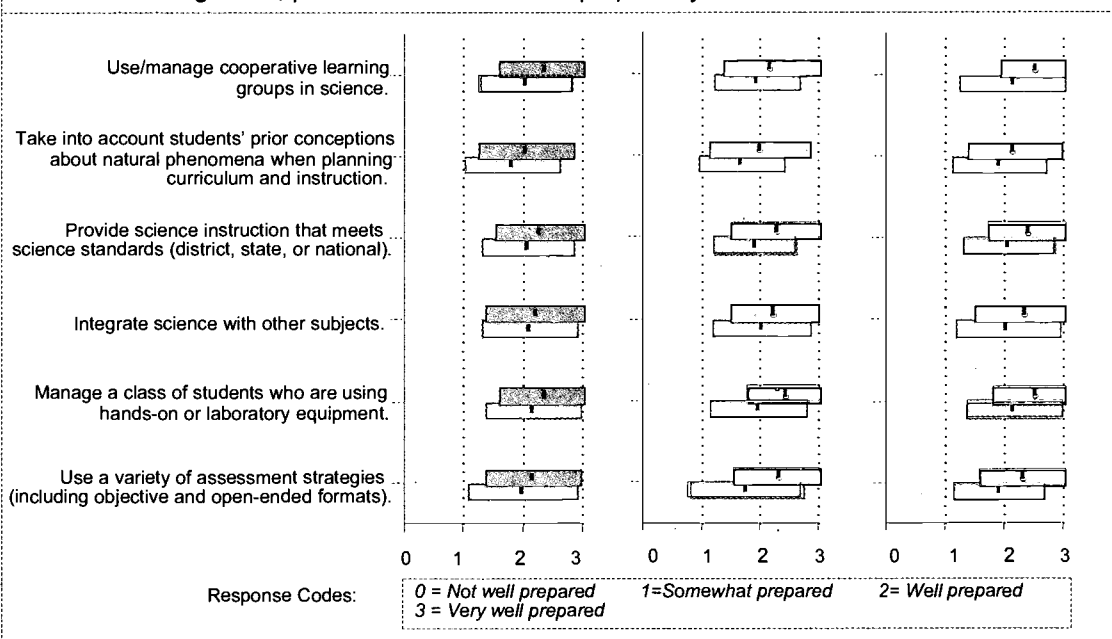 Use/manage cooperative learning
groups in science.
Take into account students' prior conceptions
about natural phenomena when planning
curriculum and instruction.
Provide science instruction that meets
science standards (district, state, or national).
Integrate science with other subjects.
Manage a class of students who are using
hands-on or laboratory equipment.
Use a variety of assessment strategies
(including objective and open-ended formats).
0 1 2 3 0 1 2 3 0 1 2 3
Response Codes: 0 = Not well prepared 1=Somewhat prepared 2= Well prepared
3 = Very well prepared